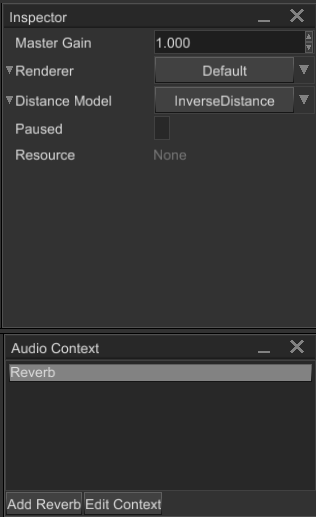 Inspector
Master Gain 1.000
Renderer Default
Distance Model InverseDistance
Paused
Resource None
Audio Context
Reverb
Add Reverb Edit Context